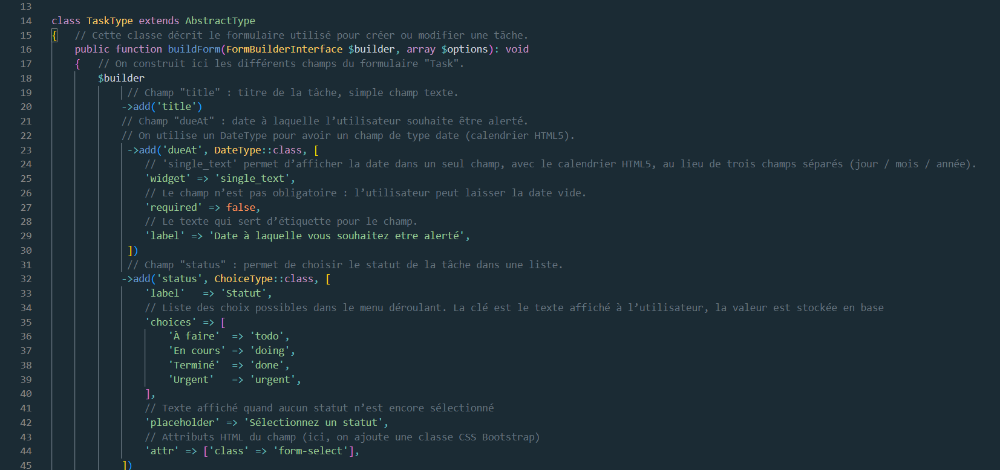 13
14 class TaskType extends AbstractType
15 { // Cette classe décrit le formulaire utilisé pour créer ou modifier une tâche.
16 public function buildForm(FormBuilderInterface $builder, array $options): void
17 { // On construit ici les différents champs du formulaire "Task".
18 $builder
19 // Champ "title" : titre de la tâche, simple champ texte.
20 ->add('title')
21 // Champ "dueAt" : date à laquelle l’utilisateur souhaite être alerté.
22 // On utilise un DateType pour avoir un champ de type date (calendrier HTML5).
23 ->add('dueAt', DateType::class, [
24 // 'single_text' permet d’afficher la date dans un seul champ, avec le calendrier HTML5, au lieu de trois champs séparés (jour / mois / année).
25 'widget' => 'single_text',
26 // Le champ n’est pas obligatoire : l’utilisateur peut laisser la date vide.
27 'required' => false,
28 // Le texte qui sert d’étiquette pour le champ.
29 'label' => 'Date à laquelle vous souhaitez etre alerté',
30 ])
31 // Champ "status" : permet de choisir le statut de la tâche dans une liste.
32 ->add('status', ChoiceType::class, [
33 'label'   => 'Statut',
34 // Liste des choix possibles dans le menu déroulant. La clé est le texte affiché à l’utilisateur, la valeur est stockée en base
35 'choices' => [
36 'À faire'  => 'todo',
37 'En cours' => 'doing',
38 'Terminé'  => 'done',
39 'Urgent'   => 'urgent',
40 ],
41 // Texte affiché quand aucun statut n’est encore sélectionné
42 'placeholder' => 'Sélectionnez un statut',
43 // Attributs HTML du champ (ici, on ajoute une classe CSS Bootstrap)
44 'attr' => ['class' => 'form-select'],
45 ])